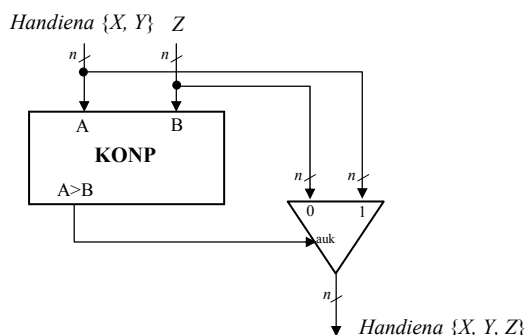 Handiena {X, Y} Z
n n
A B
KONP
A>B
n n
0 1
auk
n
Handiena {X, Y, Z}